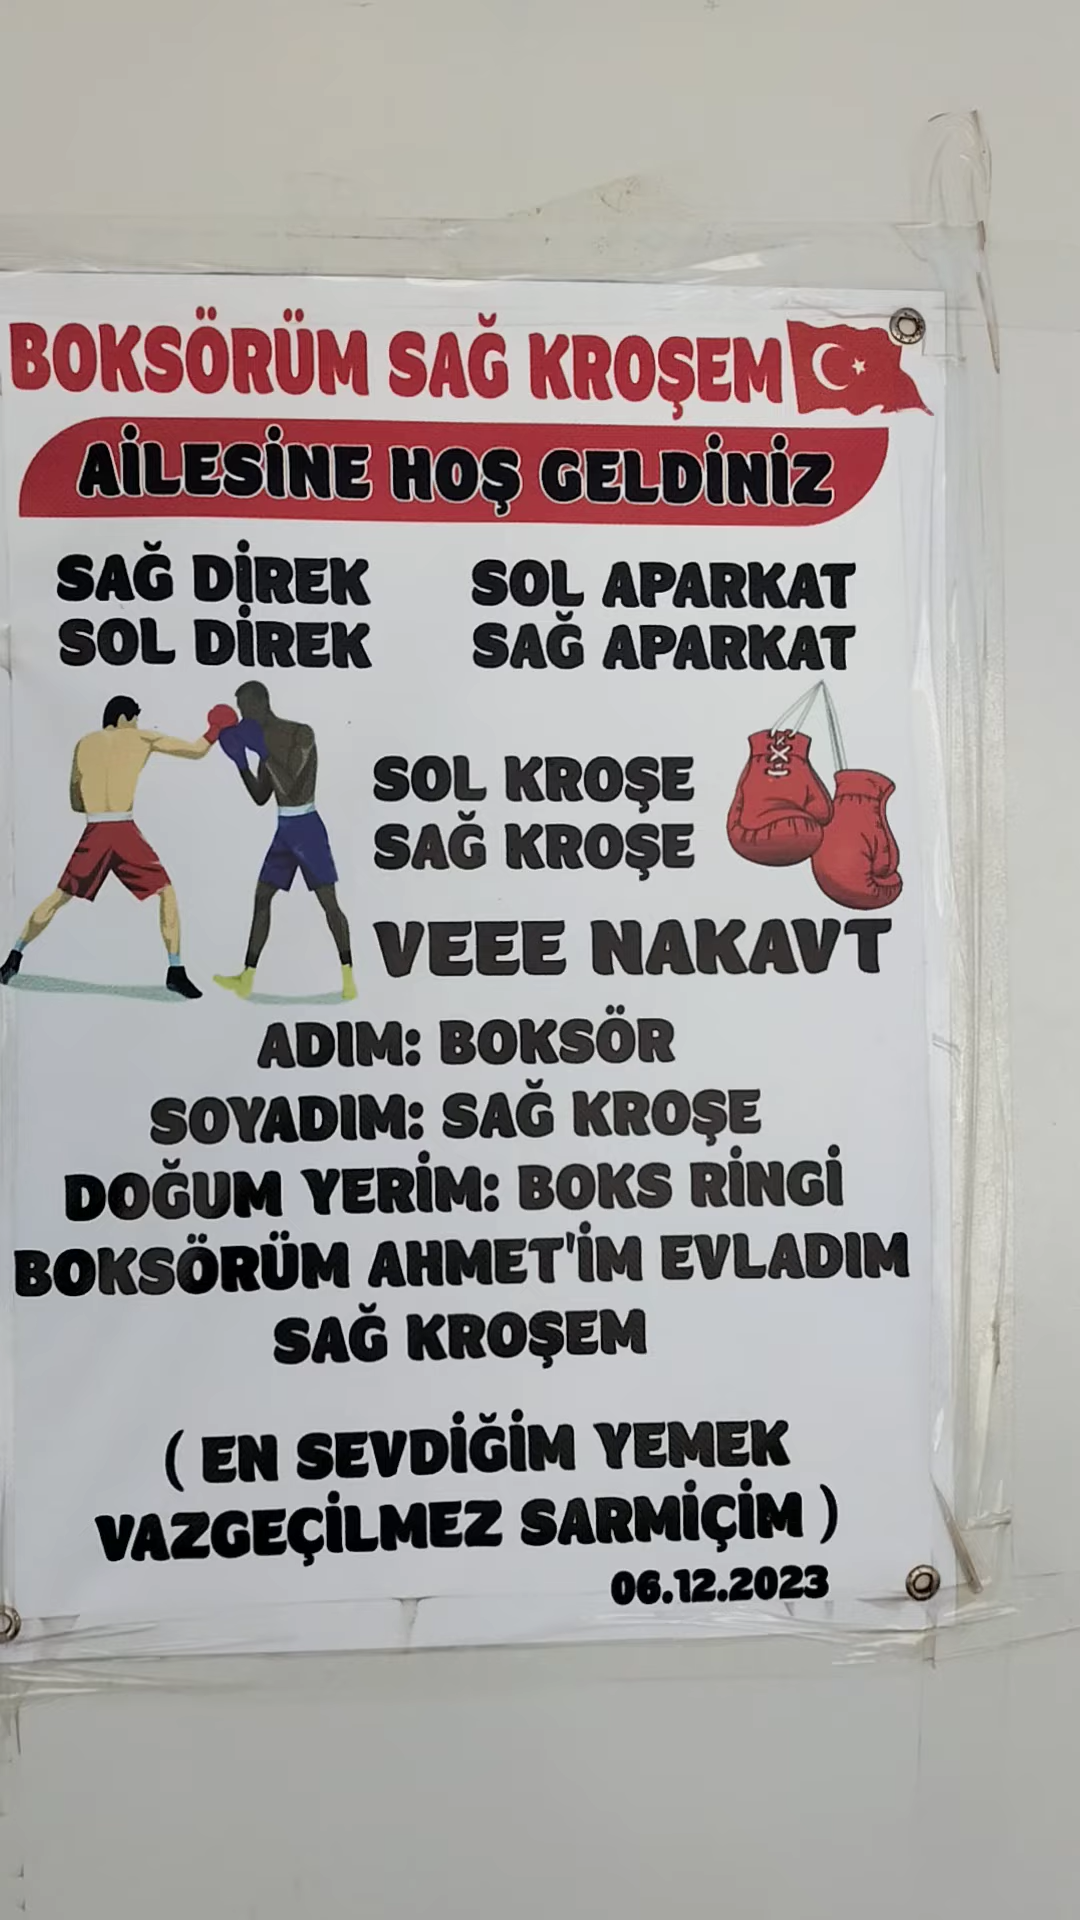 BOKSÖRÜM SAĞ KROŞEM
AİLESİNE HOŞ GELDİNİZ
SAĞ DİREK
SOL DİREK
SOL APARKAT
SAĞ APARKAT
SOL KROŞE
SAĞ KROŞE
VEEE NAKAVT
ADIM: BOKSÖR
SOYADIM: SAĞ KROŞE
DOĞUM YERİM: BOKS RİNGİ
BOKSÖRÜM AHMET'İM EVLADIM
SAĞ KROŞEM
( EN SEVDİĞİM YEMEK
VAZGEÇİLMEZ SARMİÇİM )
06.12.2023